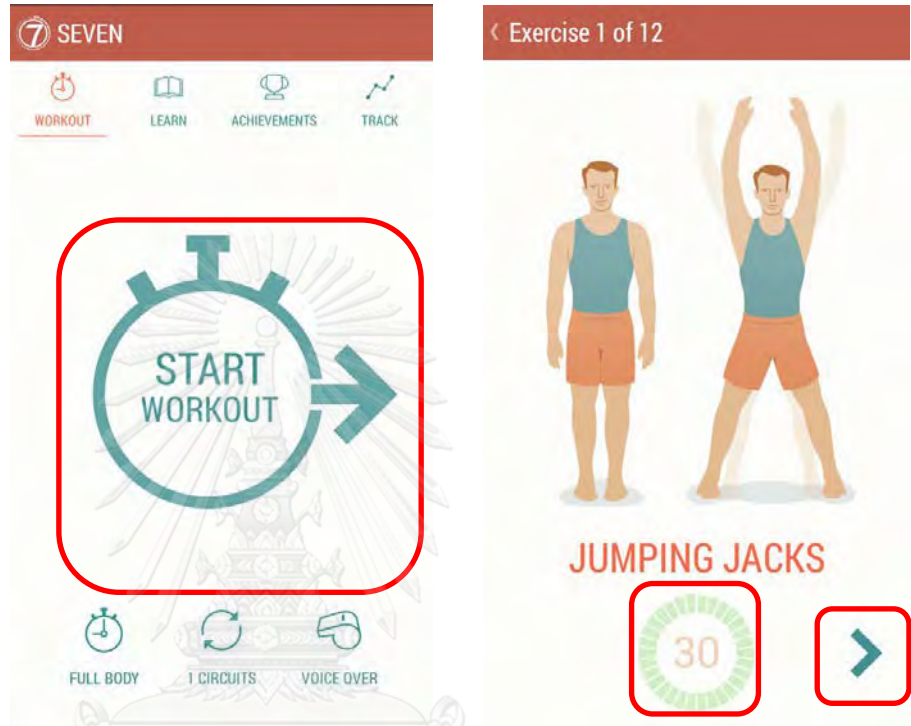 7 SEVEN
WORKOUT
LEARN
ACHIEVEMENTS
TRACK
START
WORKOUT
FULL BODY
1 CIRCUITS
VOICE OVER
Exercise 1 of 12
JUMPING JACKS
30